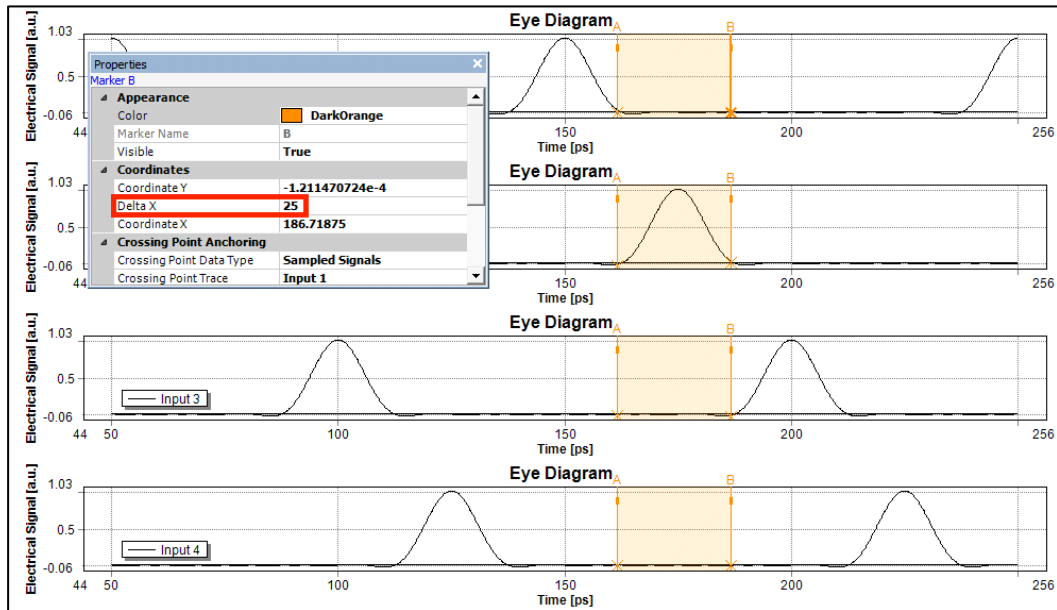 Eye Diagram
A B
Electrical Signal [a.u.]
1.03
0.5
-0.06
44 150 200 256
Time [ps]
Properties
Marker B
Appearance
Color DarkOrange
Marker Name B
Visible True
Coordinates
Coordinate Y -1.211470724e-4
Delta X 25
Coordinate X 186.71875
Crossing Point Anchoring
Crossing Point Data Type Sampled Signals
Crossing Point Trace Input 1
Eye Diagram
A B
Electrical Signal [a.u.]
1.03
0.5
-0.06
44 150 200 256
Time [ps]
Eye Diagram
A B
Electrical Signal [a.u.]
1.03
0.5
Input 3
-0.06
44 50 100 150 200 256
Time [ps]
Eye Diagram
A B
Electrical Signal [a.u.]
1.03
0.5
Input 4
-0.06
44 50 100 150 200 256
Time [ps]